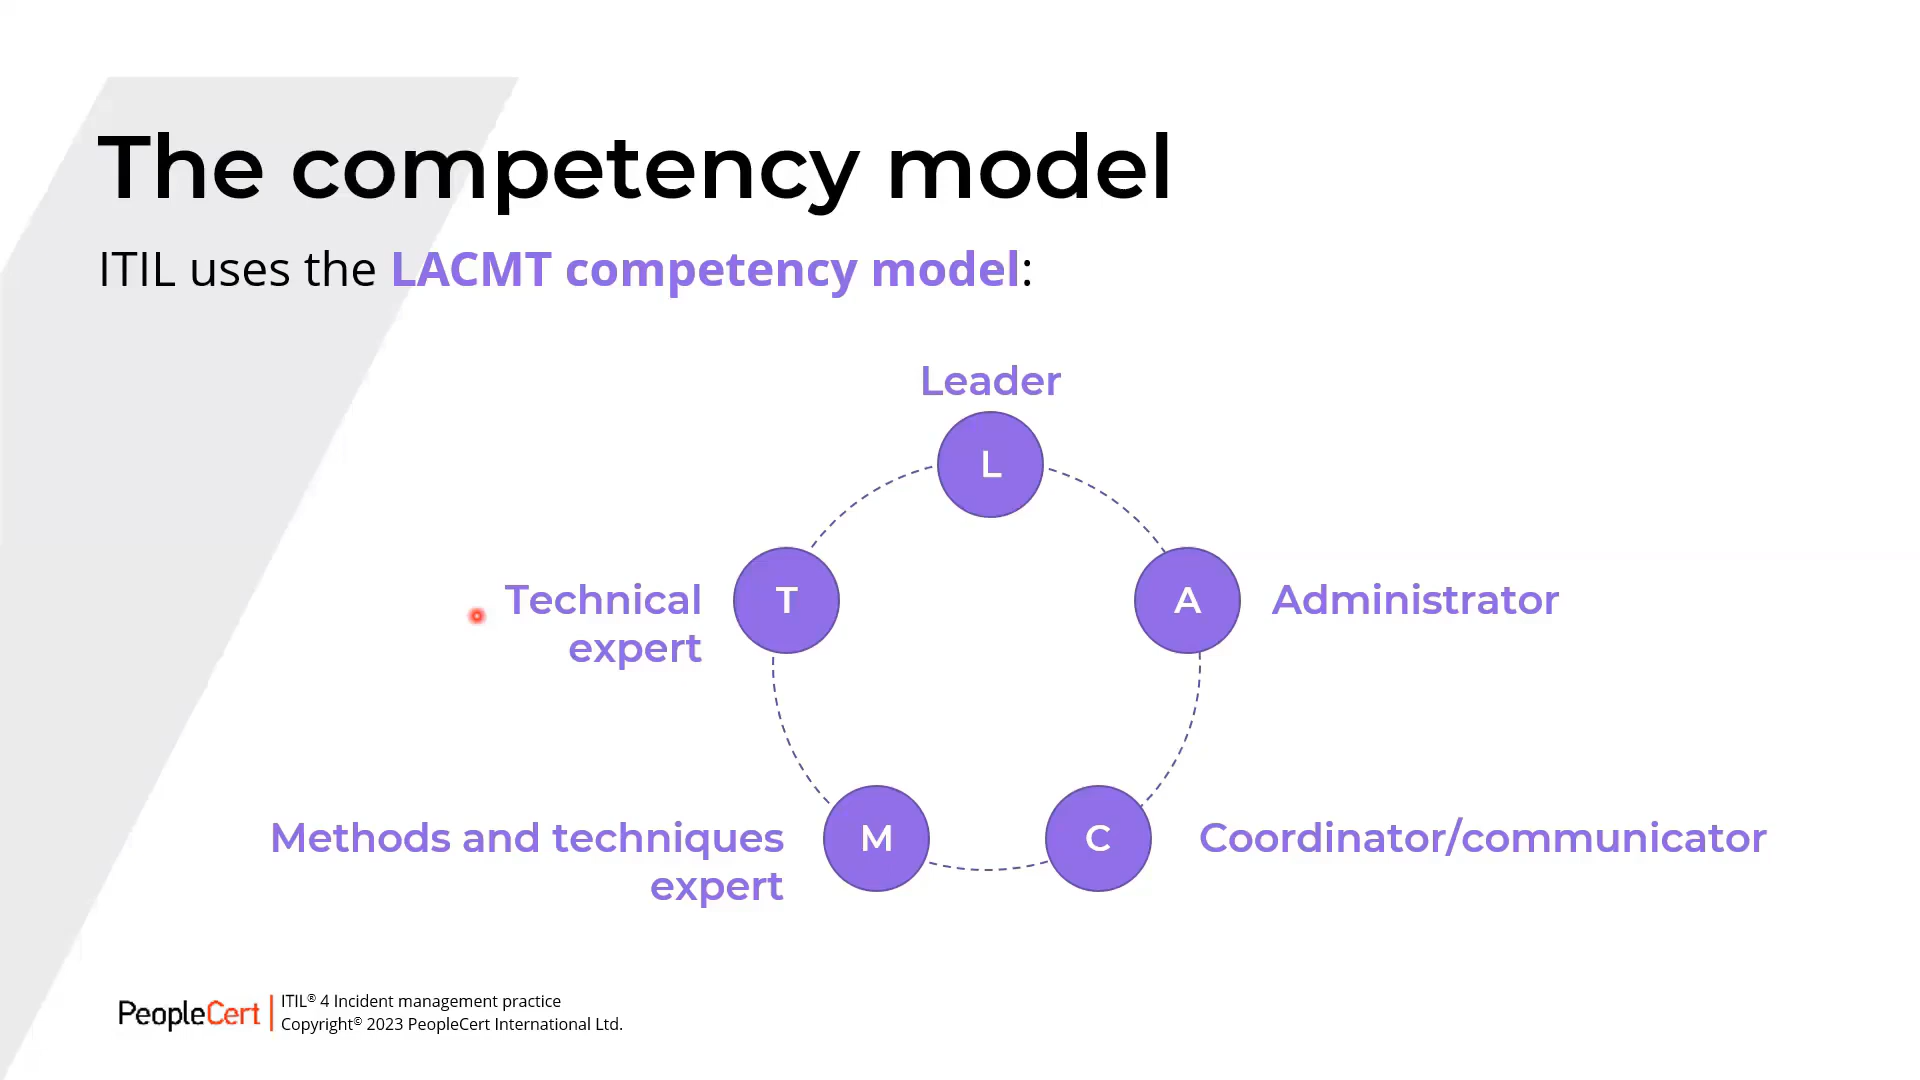 The competency model
ITIL uses the LACMT competency model:
Leader
L
Technical
expert
T
A
Administrator
Methods and techniques
expert
M
C
Coordinator/communicator
PeopleCert
ITIL® 4 Incident management practice
Copyright© 2023 PeopleCert International Ltd.